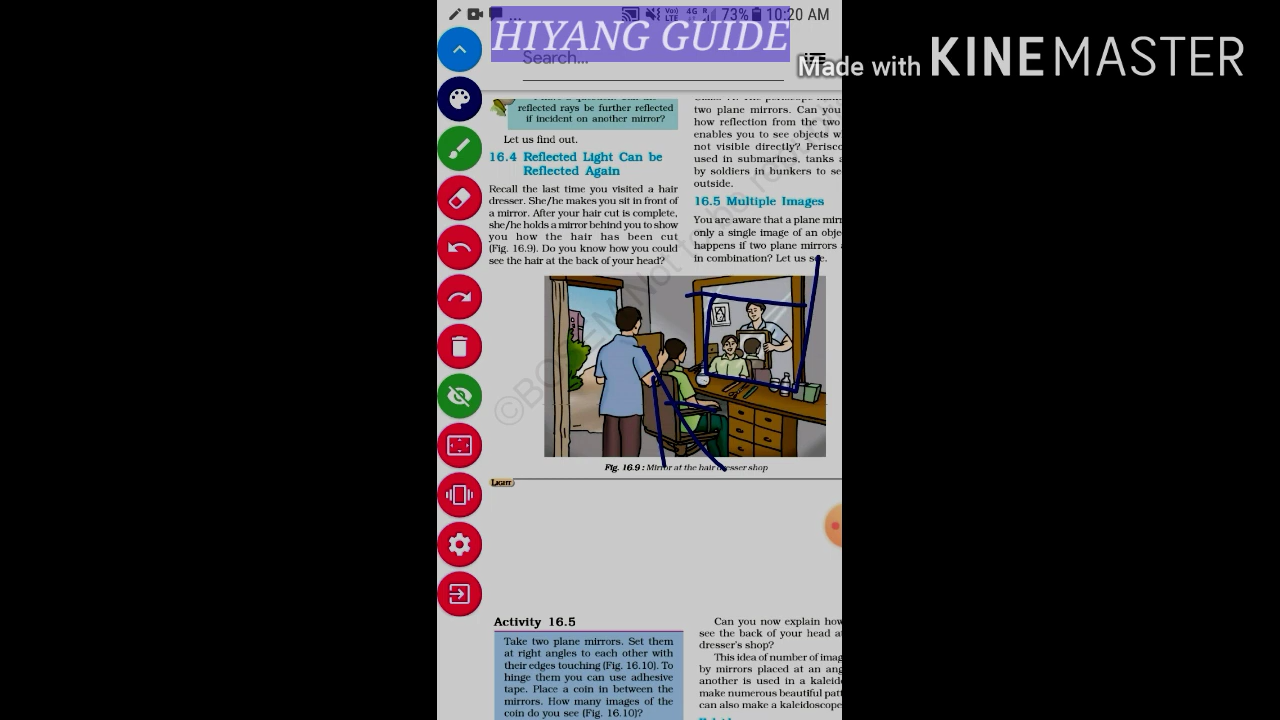 73% 10:20 AM
HIYANG GUIDE
Search...
Made with KINEMASTER
reflected rays be further reflected
if incident on another mirror?
Let us find out.
16.4 Reflected Light Can be
Reflected Again
Recall the last time you visited a hair
dresser. She/he makes you sit in front of
a mirror. After your hair cut is complete,
she/he holds a mirror behind you to show
you how the hair has been cut
(Fig. 16.9). Do you know how you could
see the hair at the back of your head?
two plane mirrors. Can you
how reflection from the two
enables you to see objects
not visible directly?
used in submarines, tanks
by soldiers in bunkers to
outside.
16.5 Multiple Images
You are aware that a plane
only a single image of an
happens if two plane mirrors
in combination? Let us see.
Fig. 16.9 : Mirror at the hair dresser shop
LIGHT
Activity 16.5
Take two plane mirrors. Set them
at right angles to each other with
their edges touching (Fig. 16.10). To
hinge them you can use adhesive
tape. Place a coin in between the
mirrors. How many images of the
coin do you see (Fig. 16.10)?
Can you now explain how
see the back of your head
dresser's shop?
This idea of number of
by mirrors placed at an
another is used in a
make numerous beautiful
can also make a kaleidoscope